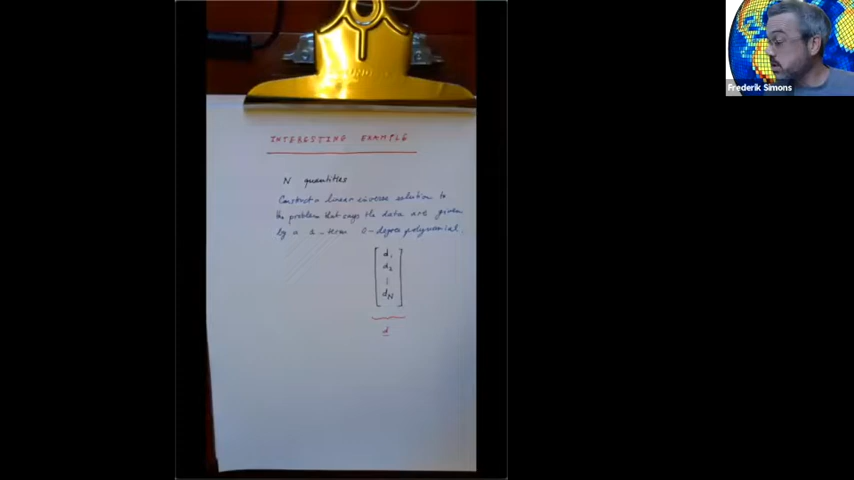 INTERESTING EXAMPLE
N quantities
Construct a linear inverse solution to
the problem that says the data are given
by a 1-term 0-degree polynomial.
d1
d2
|
dN
d
Frederik Simons